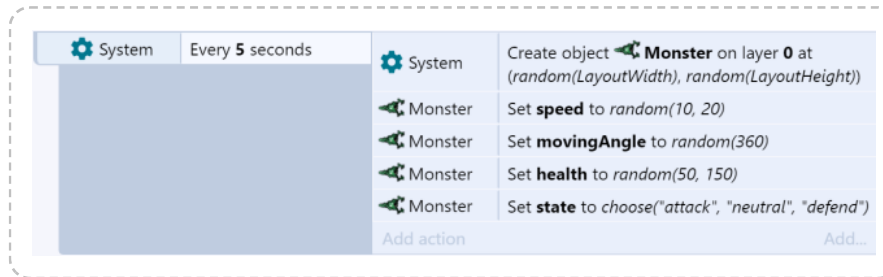 System
Every 5 seconds
System
Create object Monster on layer 0 at
(random(LayoutWidth), random(LayoutHeight))
Monster
Set speed to random(10, 20)
Monster
Set movingAngle to random(360)
Monster
Set health to random(50, 150)
Monster
Set state to choose("attack", "neutral", "defend")
Add action
Add...